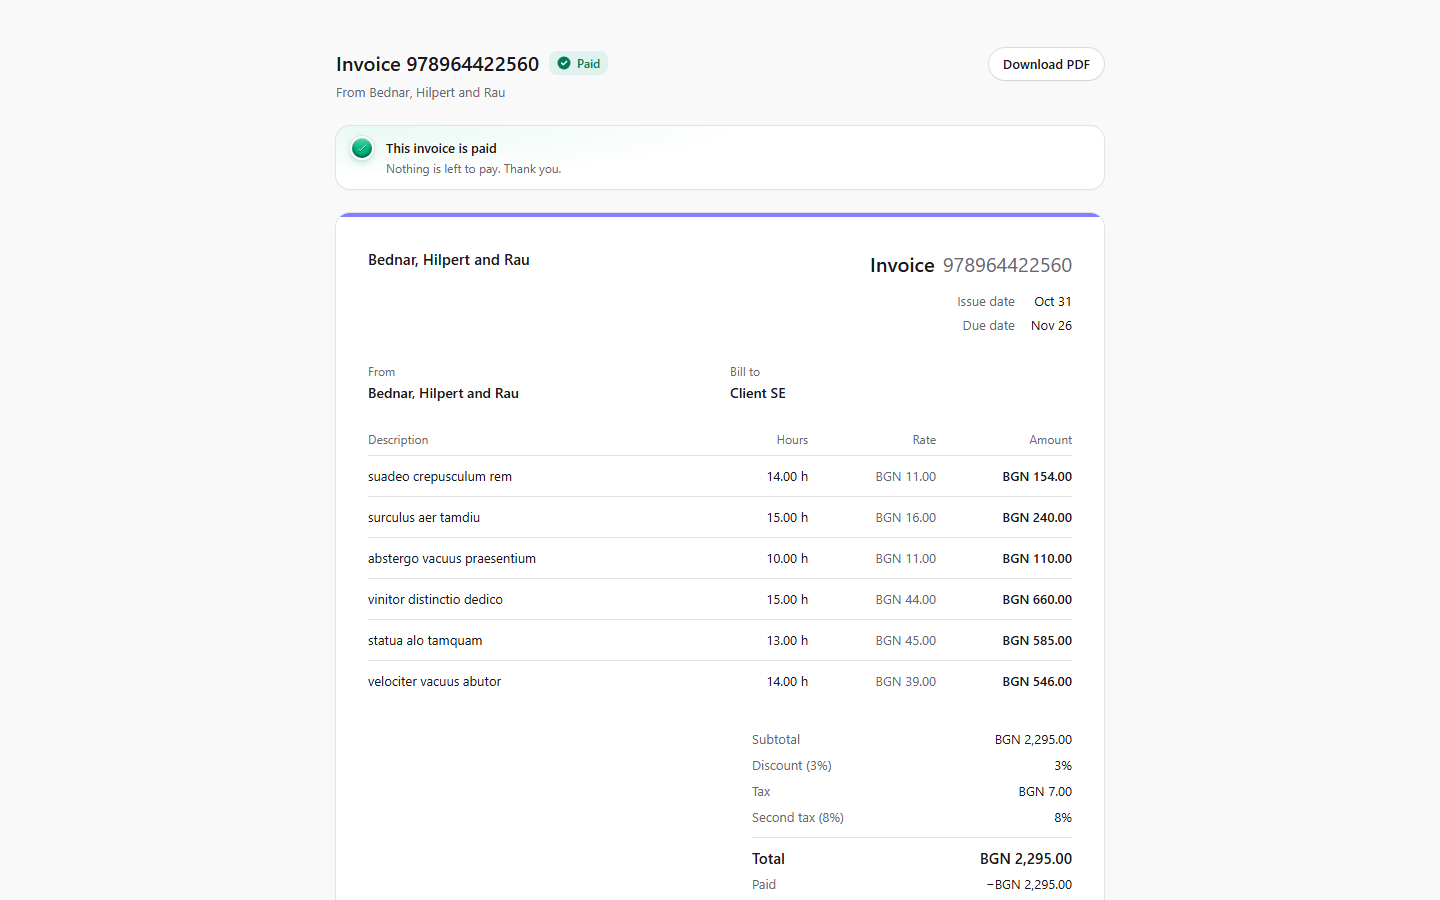 Invoice 978964422560 Paid Download PDF
From Bednar, Hilpert and Rau
This invoice is paid
Nothing is left to pay. Thank you.
Bednar, Hilpert and Rau
Invoice 978964422560
Issue date Oct 31
Due date Nov 26
From Bill to
Bednar, Hilpert and Rau Client SE
Description Hours Rate Amount
suadeo crepusculum rem 14.00 h BGN 11.00 BGN 154.00
surculus aer tamdiu 15.00 h BGN 16.00 BGN 240.00
abstergo vacuus praesentium 10.00 h BGN 11.00 BGN 110.00
vinitor distinctio dedico 15.00 h BGN 44.00 BGN 660.00
statua alo tamquam 13.00 h BGN 45.00 BGN 585.00
velociter vacuus abutor 14.00 h BGN 39.00 BGN 546.00
Subtotal BGN 2,295.00
Discount (3%) 3%
Tax BGN 7.00
Second tax (8%) 8%
Total BGN 2,295.00
Paid −BGN 2,295.00